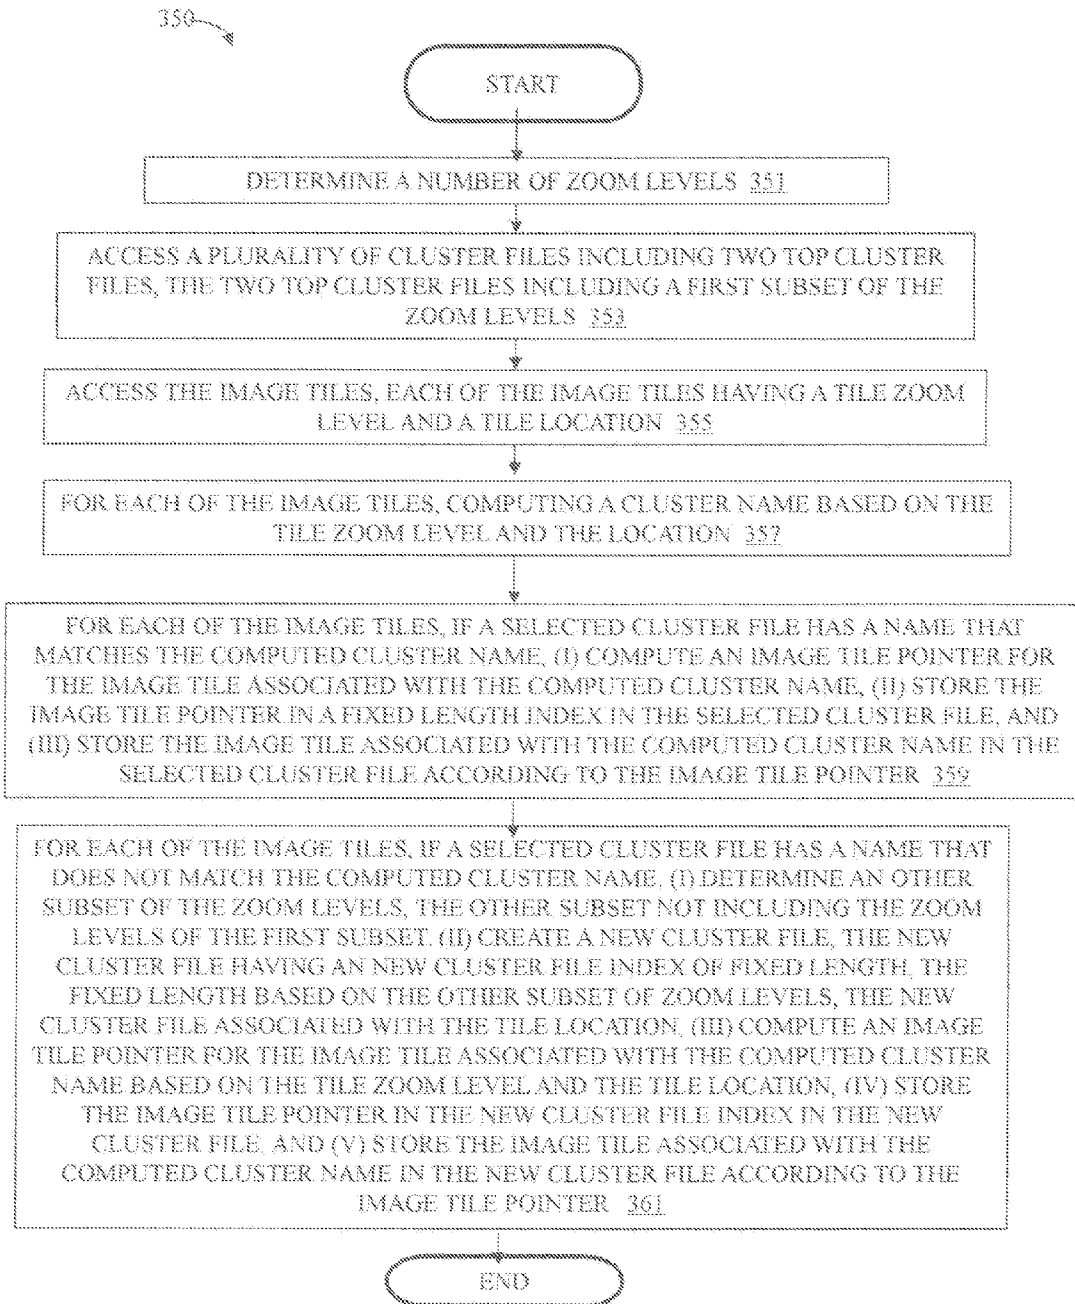 350
START
DETERMINE A NUMBER OF ZOOM LEVELS 351
ACCESS A PLURALITY OF CLUSTER FILES INCLUDING TWO TOP CLUSTER
FILES, THE TWO TOP CLUSTER FILES INCLUDING A FIRST SUBSET OF THE
ZOOM LEVELS 353
ACCESS THE IMAGE TILES, EACH OF THE IMAGE TILES HAVING A TILE ZOOM
LEVEL AND A TILE LOCATION 355
FOR EACH OF THE IMAGE TILES, COMPUTING A CLUSTER NAME BASED ON THE
TILE ZOOM LEVEL AND THE LOCATION 357
FOR EACH OF THE IMAGE TILES, IF A SELECTED CLUSTER FILE HAS A NAME THAT
MATCHES THE COMPUTED CLUSTER NAME, (I) COMPUTE AN IMAGE TILE POINTER FOR
THE IMAGE TILE ASSOCIATED WITH THE COMPUTED CLUSTER NAME, (II) STORE THE
IMAGE TILE POINTER IN A FIXED LENGTH INDEX IN THE SELECTED CLUSTER FILE, AND
(III) STORE THE IMAGE TILE ASSOCIATED WITH THE COMPUTED CLUSTER NAME IN THE
SELECTED CLUSTER FILE ACCORDING TO THE IMAGE TILE POINTER 359
FOR EACH OF THE IMAGE TILES, IF A SELECTED CLUSTER FILE HAS A NAME THAT
DOES NOT MATCH THE COMPUTED CLUSTER NAME, (I) DETERMINE AN OTHER
SUBSET OF THE ZOOM LEVELS, THE OTHER SUBSET NOT INCLUDING THE ZOOM
LEVELS OF THE FIRST SUBSET. (II) CREATE A NEW CLUSTER FILE, THE NEW
CLUSTER FILE HAVING AN NEW CLUSTER FILE INDEX OF FIXED LENGTH, THE
FIXED LENGTH BASED ON THE OTHER SUBSET OF ZOOM LEVELS, THE NEW
CLUSTER FILE ASSOCIATED WITH THE TILE LOCATION, (III) COMPUTE AN IMAGE
TILE POINTER FOR THE IMAGE TILE ASSOCIATED WITH THE COMPUTED CLUSTER
NAME BASED ON THE TILE ZOOM LEVEL AND THE TILE LOCATION, (IV) STORE
THE IMAGE TILE POINTER IN THE NEW CLUSTER FILE INDEX IN THE NEW
CLUSTER FILE, AND (V) STORE THE IMAGE TILE ASSOCIATED WITH THE
COMPUTED CLUSTER NAME IN THE NEW CLUSTER FILE ACCORDING TO THE
IMAGE TILE POINTER 361
END